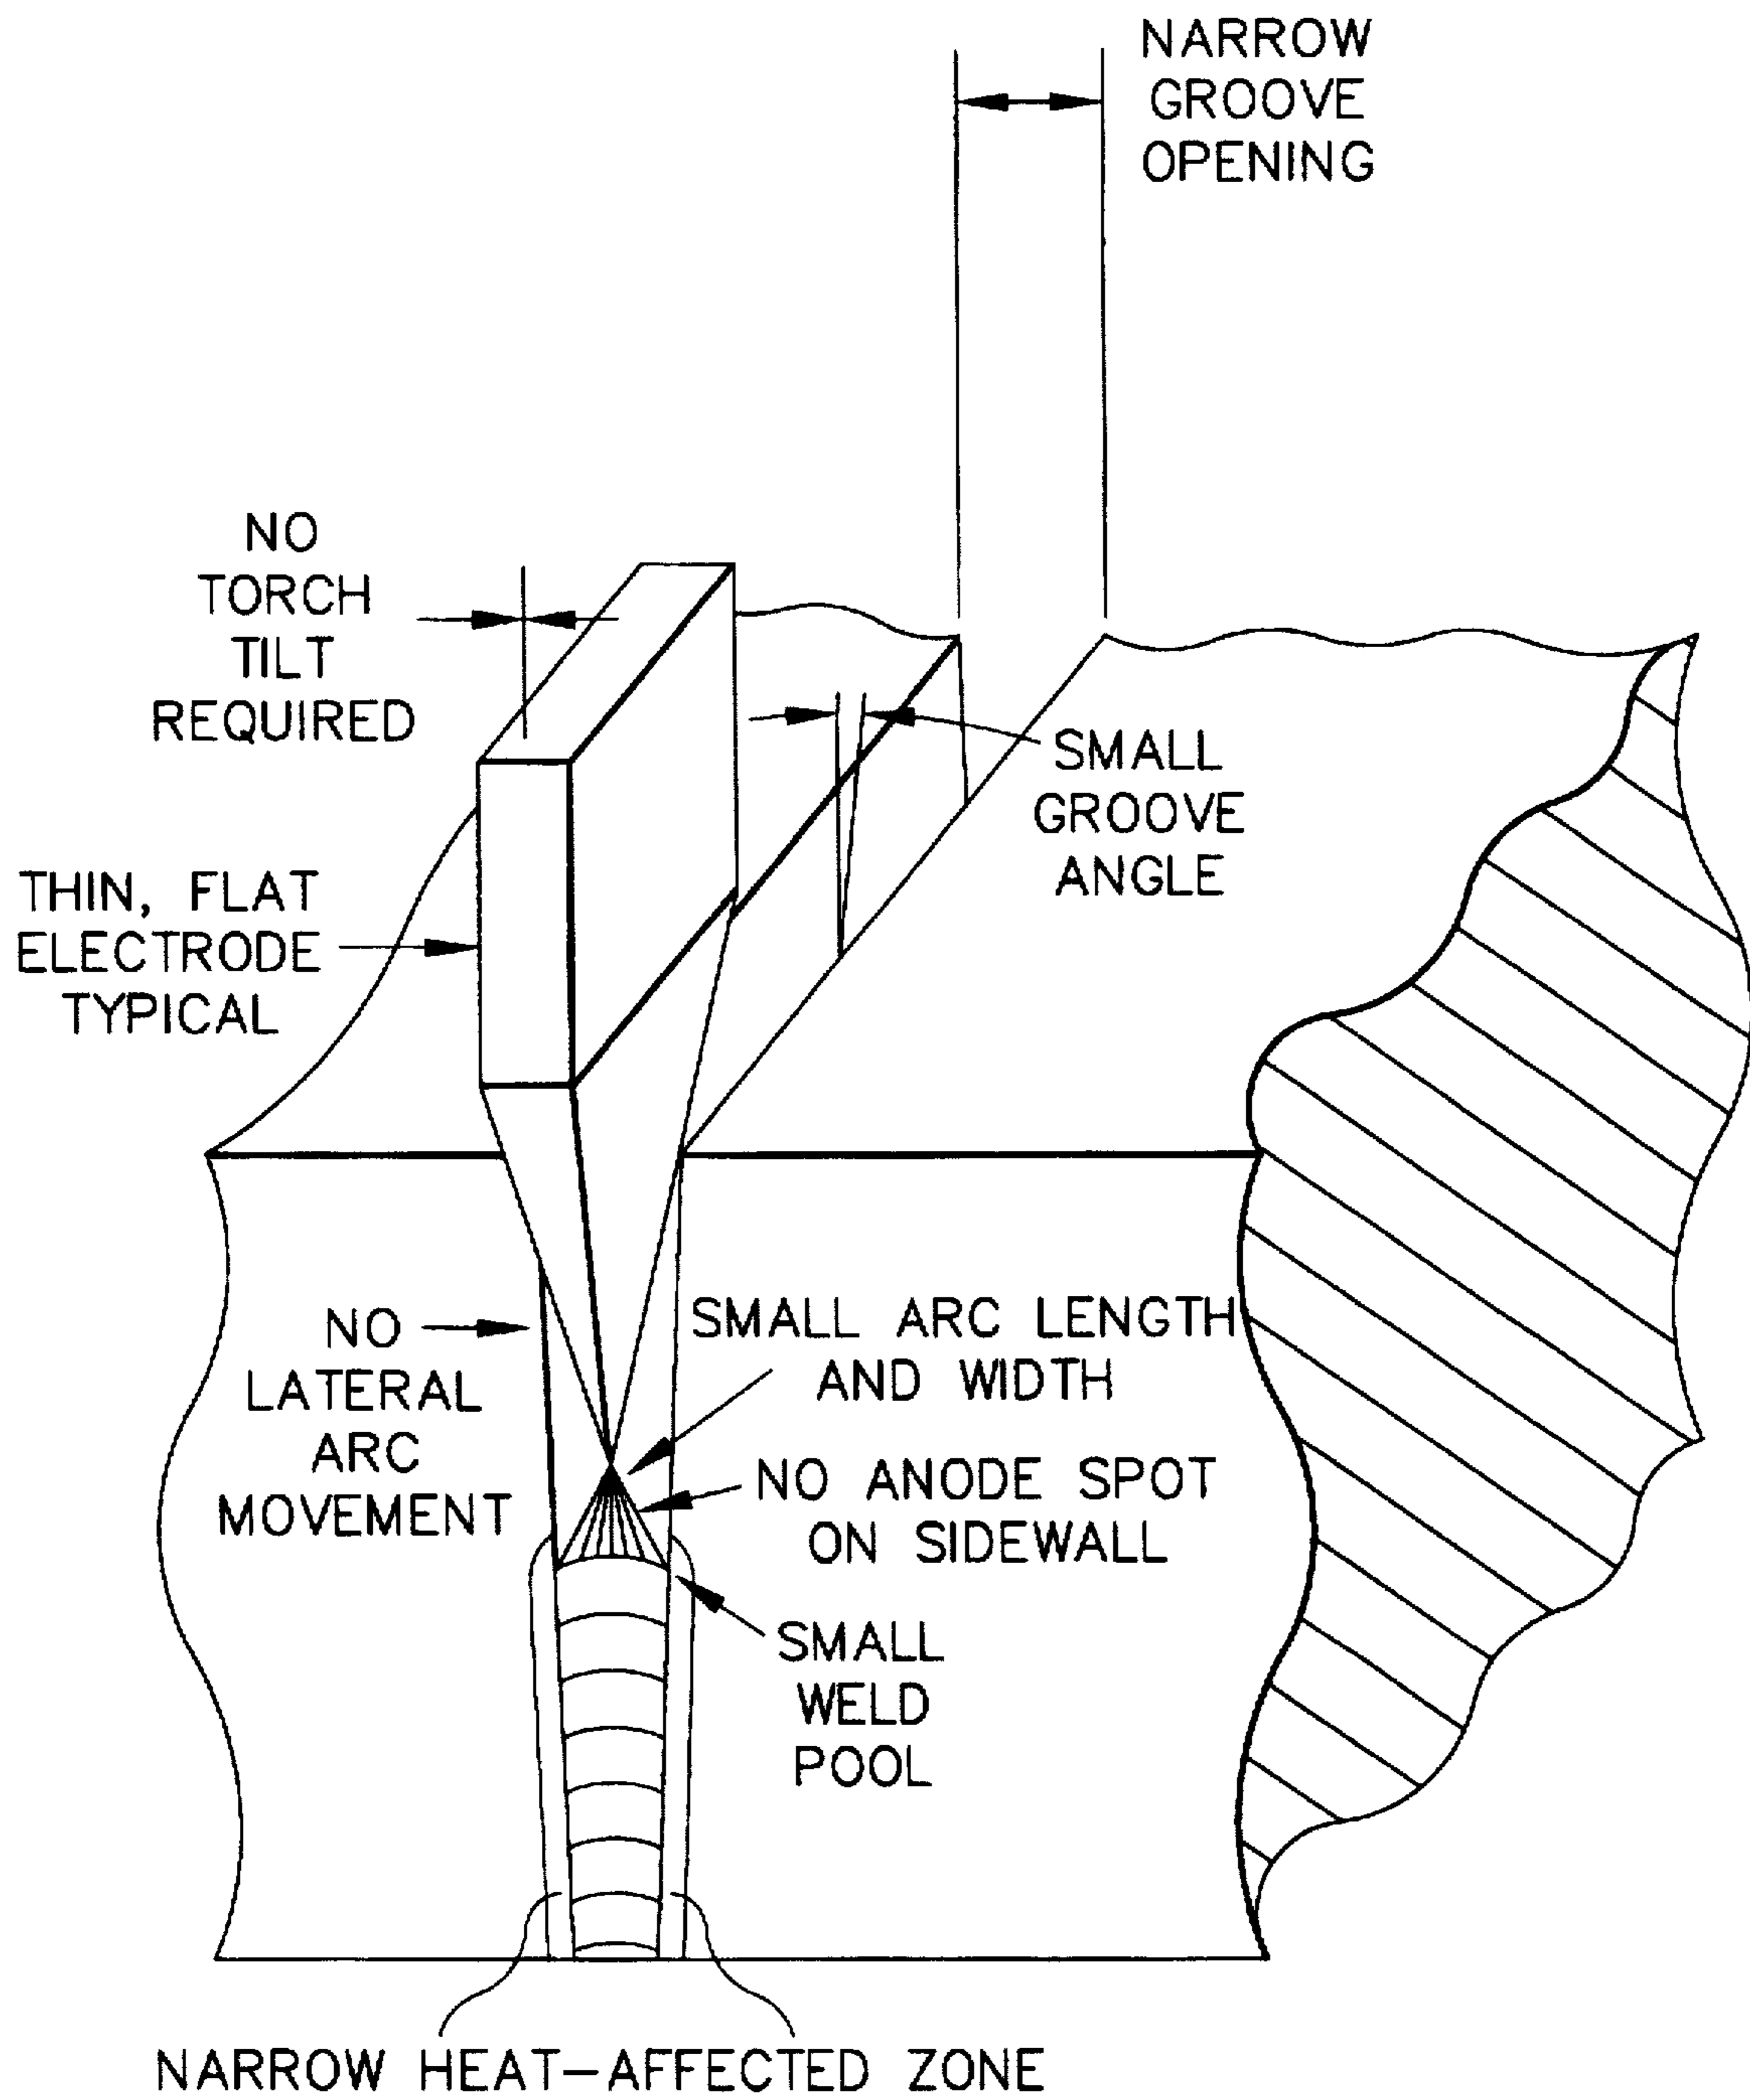 NARROW
GROOVE
OPENING
NO
TORCH
TILT
REQUIRED
SMALL
GROOVE
ANGLE
THIN, FLAT
ELECTRODE
TYPICAL
NO
LATERAL
ARC
MOVEMENT
SMALL ARC LENGTH
AND WIDTH
NO ANODE SPOT
ON SIDEWALL
SMALL
WELD
POOL
NARROW HEAT-AFFECTED ZONE